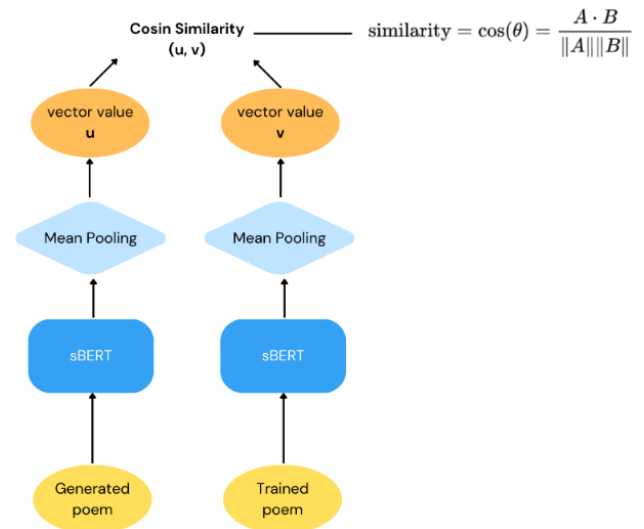 Cosin Similarity
(u, v)
similarity = cos(θ) = A · B / ‖A‖‖B‖
vector value
u
vector value
v
Mean Pooling
Mean Pooling
sBERT
sBERT
Generated
poem
Trained
poem